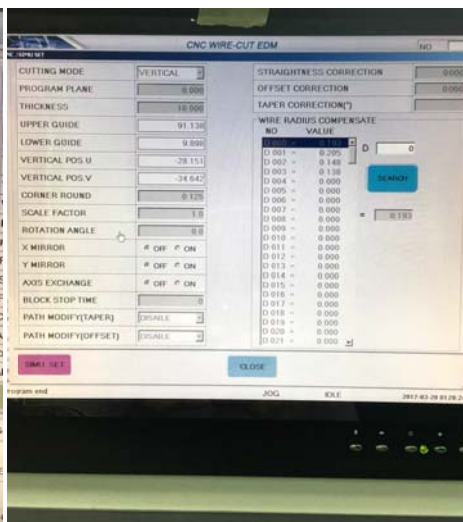 CNC WIRE-CUT EDM
NO
CUTTING MODE VERTICAL
PROGRAM PLANE 0.000
THICKNESS 10.000
UPPER GUIDE 91.138
LOWER GUIDE 9.898
VERTICAL POS.U -28.151
VERTICAL POS.V -34.642
CORNER ROUND 0.125
SCALE FACTOR 1.0
ROTATION ANGLE 0.0
X MIRROR OFF ON
Y MIRROR OFF ON
AXIS EXCHANGE OFF ON
BLOCK STOP TIME 0
PATH MODIFY(TAPER) DISABLE
PATH MODIFY(OFFSET) DISABLE
STRAIGHTNESS CORRECTION
OFFSET CORRECTION
TAPER CORRECTION(°)
WIRE RADIUS COMPENSATE
NO VALUE
D 000 = 0.193
D 001 = 0.205
D 002 = 0.148
D 003 = 0.138
D 004 = 0.000
D 005 = 0.000
D 006 = 0.000
D 007 = 0.000
D 008 = 0.000
D 009 = 0.000
D 010 = 0.000
D 011 = 0.000
D 012 = 0.000
D 013 = 0.000
D 014 = 0.000
D 015 = 0.000
D 016 = 0.000
D 017 = 0.000
D 018 = 0.000
D 019 = 0.000
D 020 = 0.000
D 021 = 0.000
D 0
SEARCH
= 0.193
SIMU SET
CLOSE
rogram end
JOG
IDLE